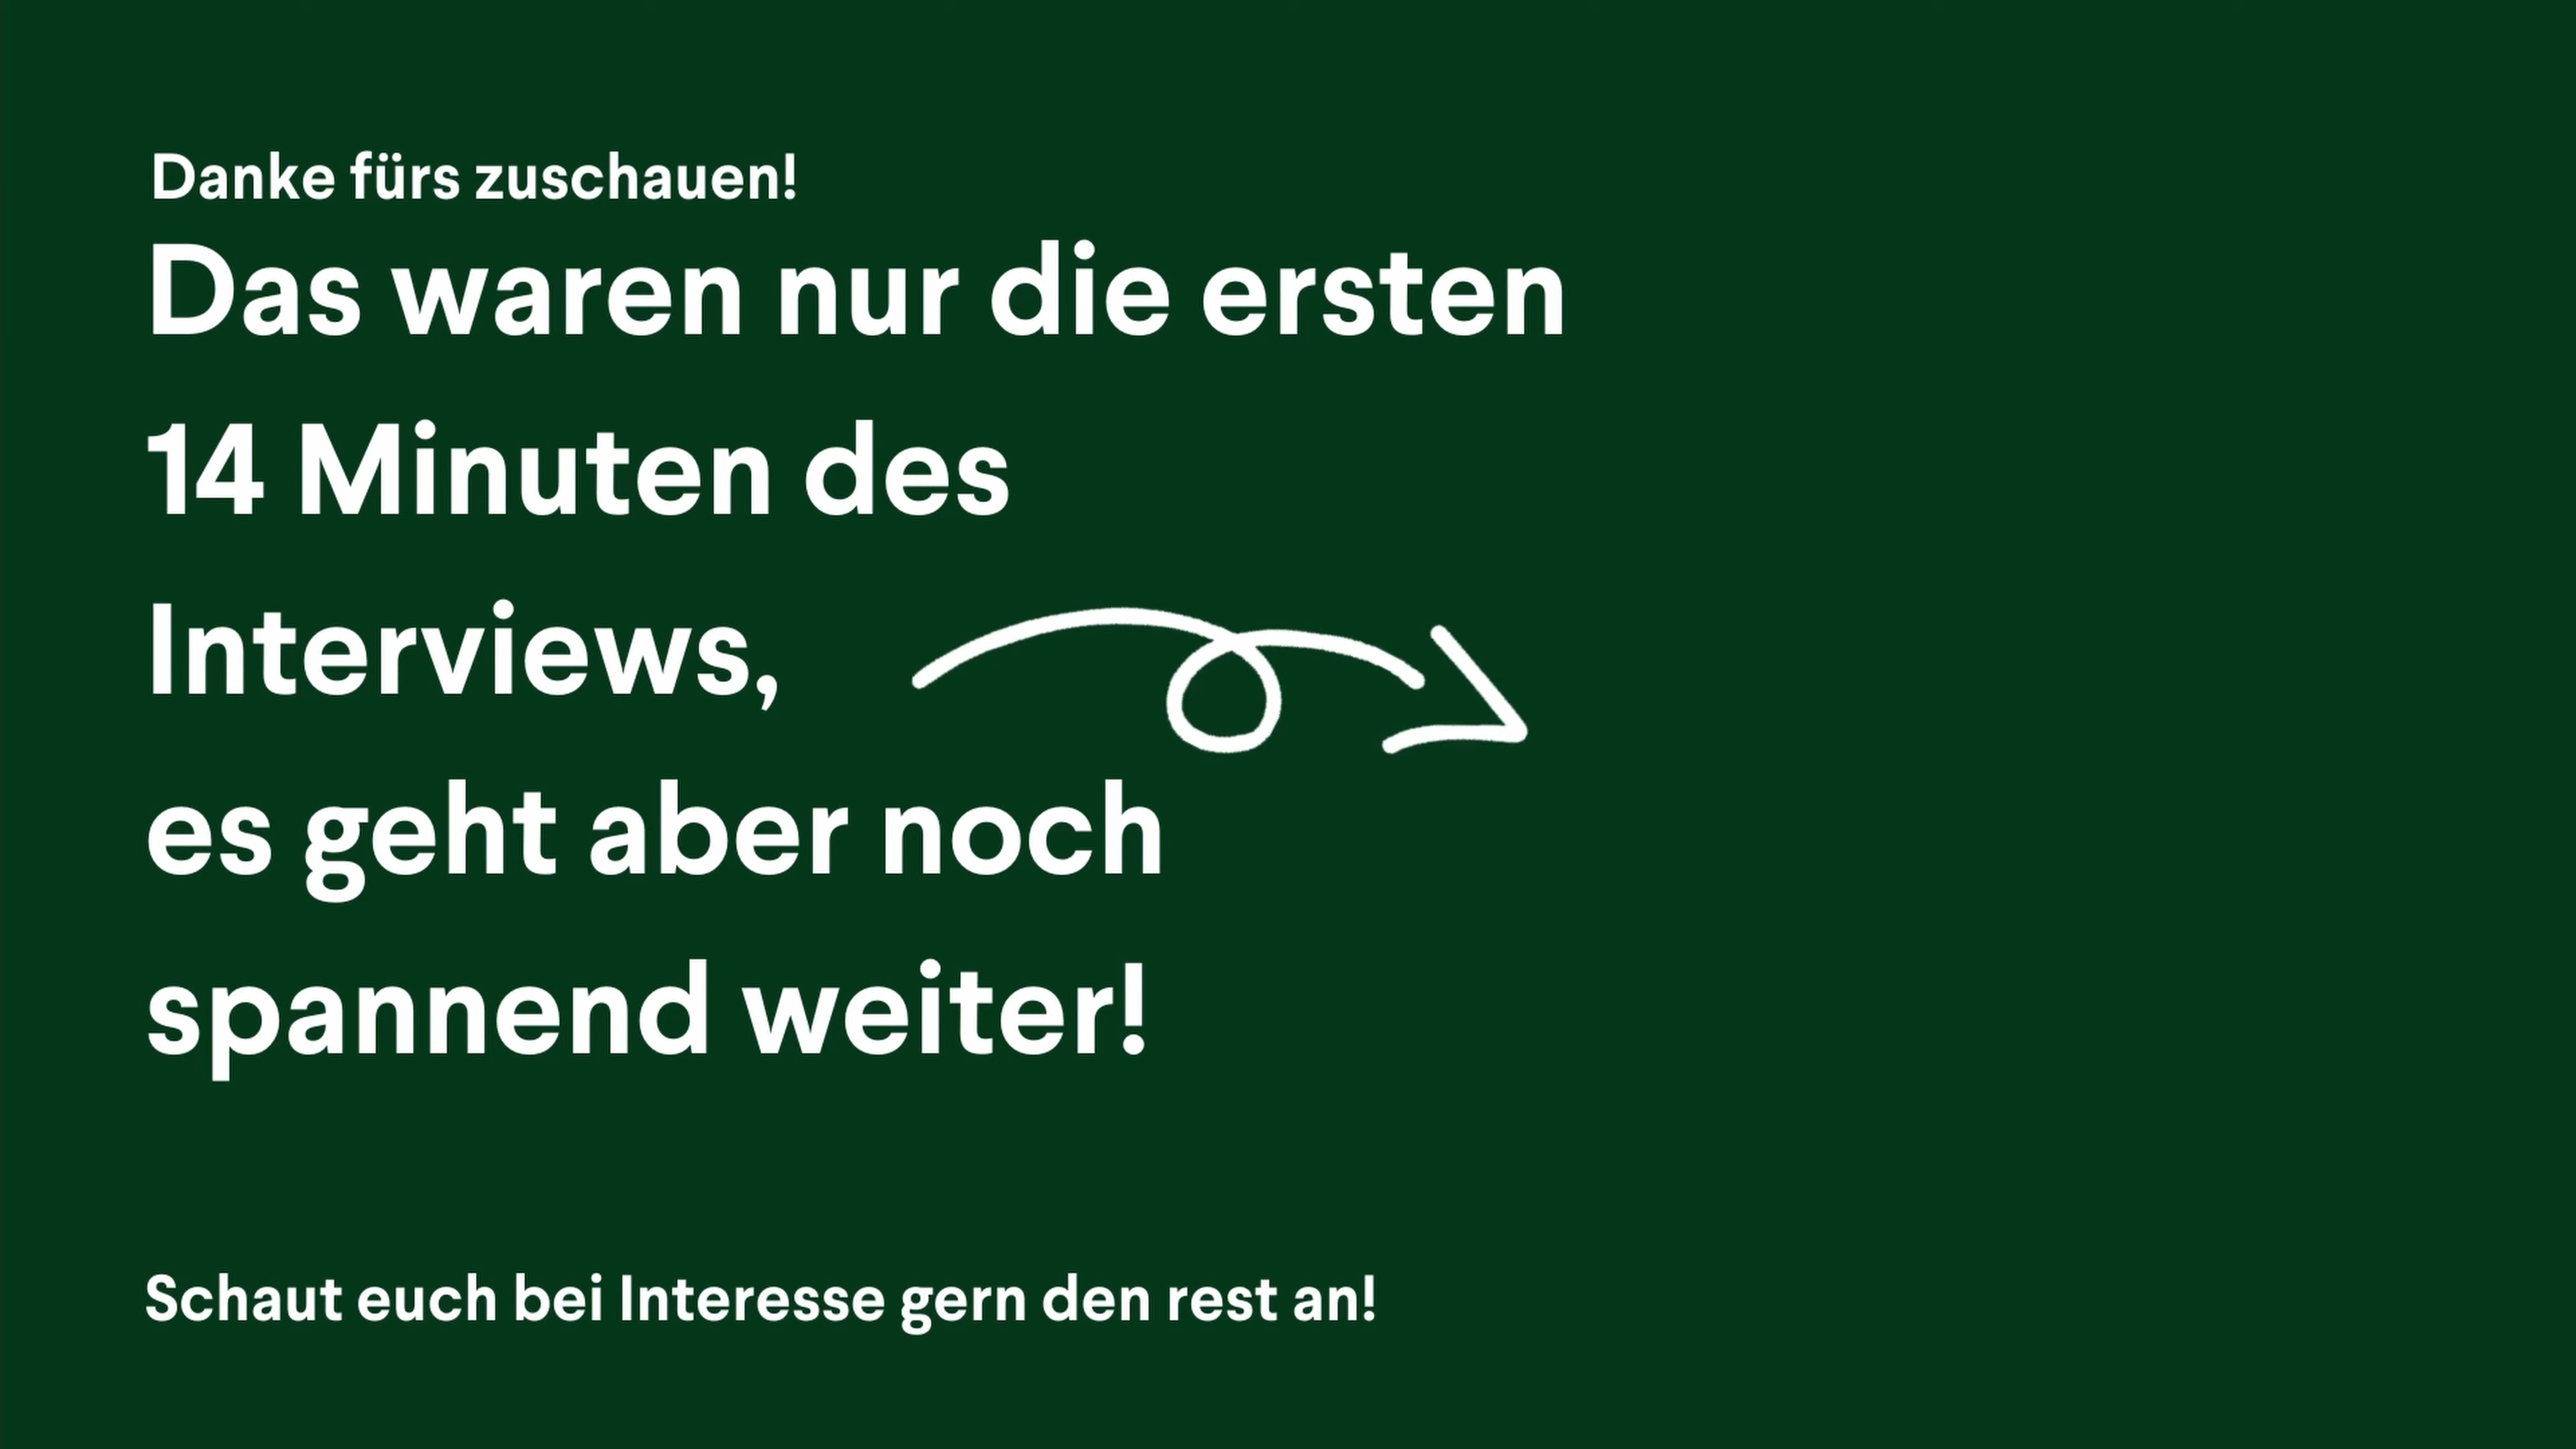 Danke fürs zuschauen!
Das waren nur die ersten
14 Minuten des
Interviews,
es geht aber noch
spannend weiter!
Schaut euch bei Interesse gern den rest an!